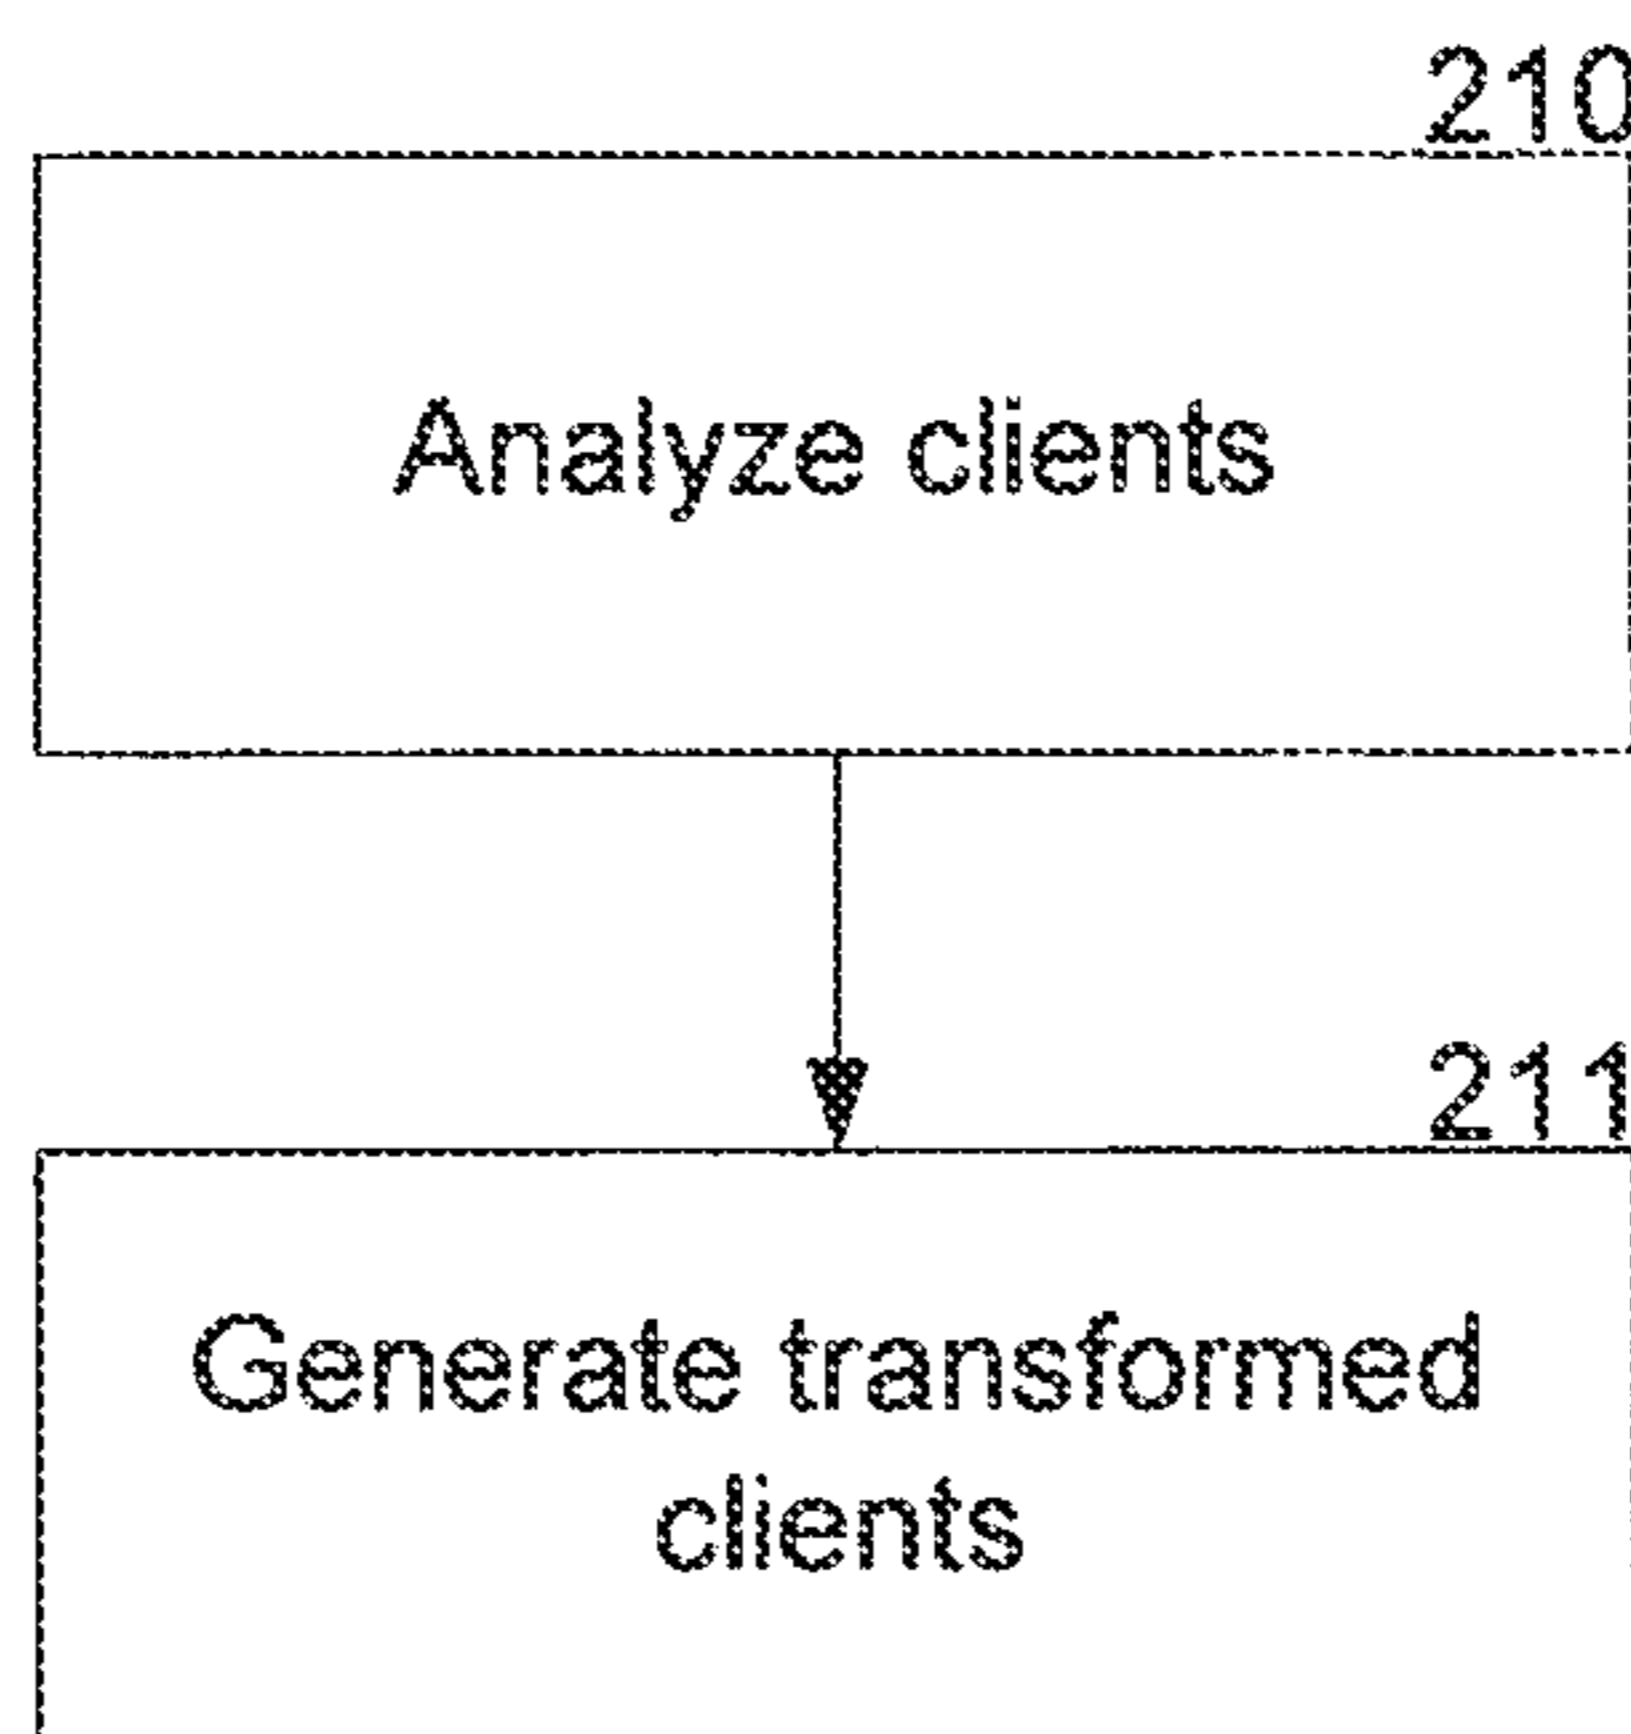 210
Analyze clients
211
Generate transformed
clients